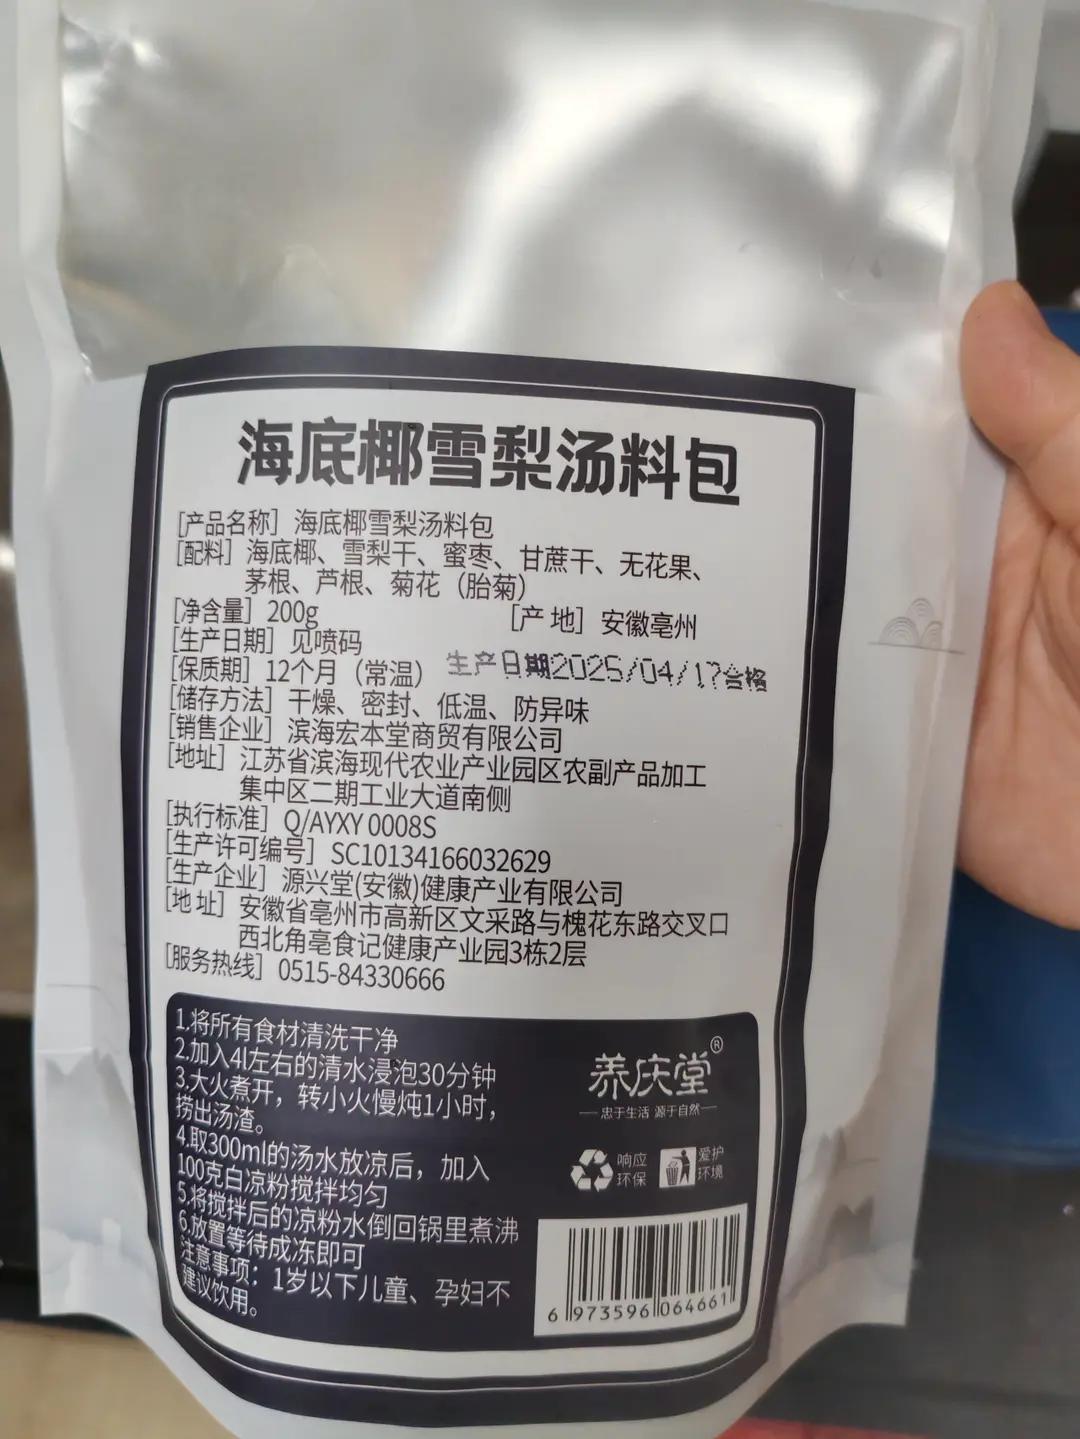 海底椰雪梨汤料包
[产品名称] 海底椰雪梨汤料包
[配料] 海底椰、雪梨干、蜜枣、甘蔗干、无花果、
茅根、芦根、菊花（胎菊）
[净含量] 200g [产 地] 安徽亳州
[生产日期] 见喷码
[保质期] 12个月（常温） 生产日期2025/04/17合格
[储存方法] 干燥、密封、低温、防异味
[销售企业] 滨海宏本堂商贸有限公司
[地址] 江苏省滨海现代农业产业园区农副产品加工
集中区二期工业大道南侧
[执行标准] Q/AYXY 0008S
[生产许可编号] SC10134166032629
[生产企业] 源兴堂(安徽)健康产业有限公司
[地 址] 安徽省亳州市高新区文采路与槐花东路交叉口
西北角亳食记健康产业园3栋2层
[服务热线] 0515-84330666
1.将所有食材清洗干净
2.加入4l左右的清水浸泡30分钟
3.大火煮开，转小火慢炖1小时，
捞出汤渣。
4.取300ml的汤水放凉后，加入
100克白凉粉搅拌均匀
5.将搅拌后的凉粉水倒回锅里煮沸
6.放置等待成冻即可
注意事项：1岁以下儿童、孕妇不
建议饮用。
养庆堂®
忠于生活 源于自然
响应
环保
爱护
环境
6 973596 064661